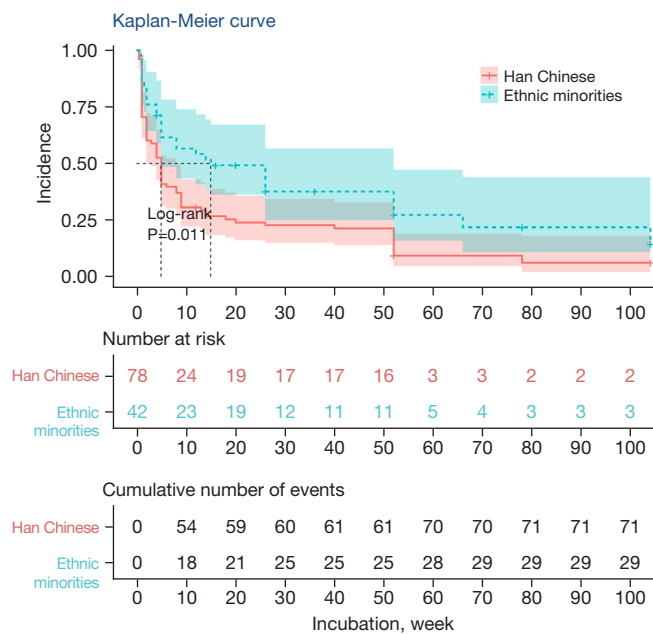 Kaplan-Meier curve
1.00
0.75
0.50
0.25
0.00
Incidence
Han Chinese
Ethnic minorities
Log-rank
P=0.011
0 10 20 30 40 50 60 70 80 90 100
Number at risk
Han Chinese 78 24 19 17 17 16 3 3 2 2 2
Ethnic
minorities
42 23 19 12 11 11 5 4 3 3 3
0 10 20 30 40 50 60 70 80 90 100
Cumulative number of events
Han Chinese 0 54 59 60 61 61 70 70 71 71 71
Ethnic
minorities
0 18 21 25 25 25 28 29 29 29 29
0 10 20 30 40 50 60 70 80 90 100
Incubation, week